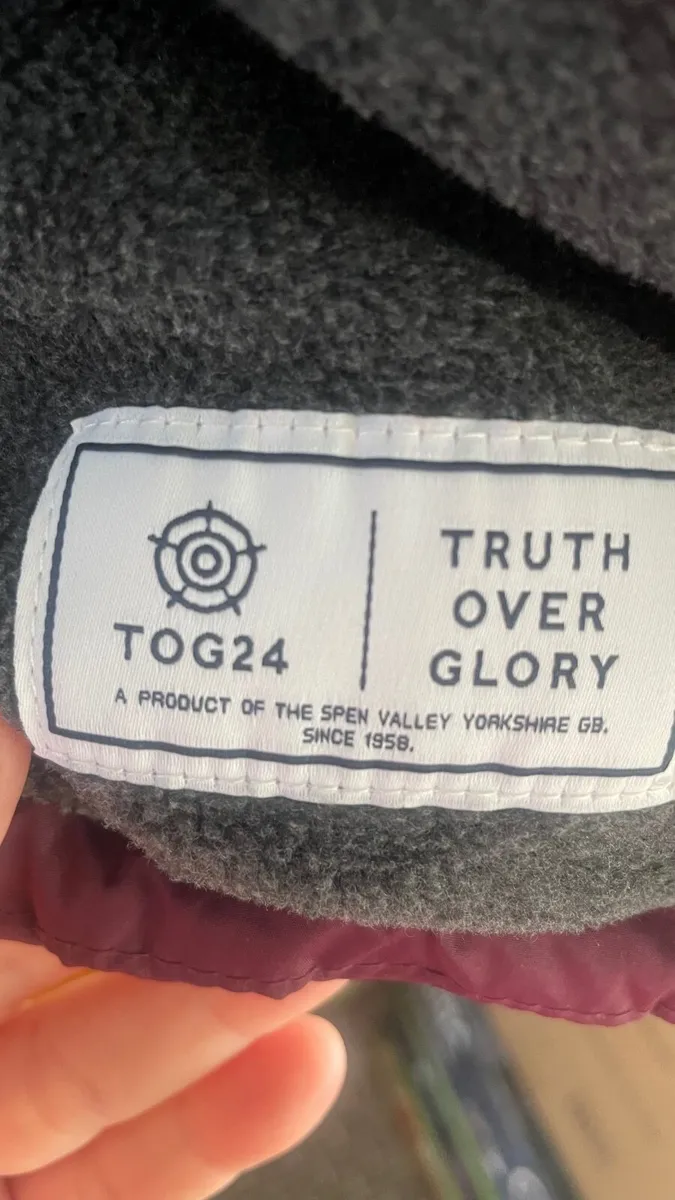 TOG24
TRUTH
OVER
GLORY
A PRODUCT OF THE SPEN VALLEY YORKSHIRE GB.
SINCE 1958.